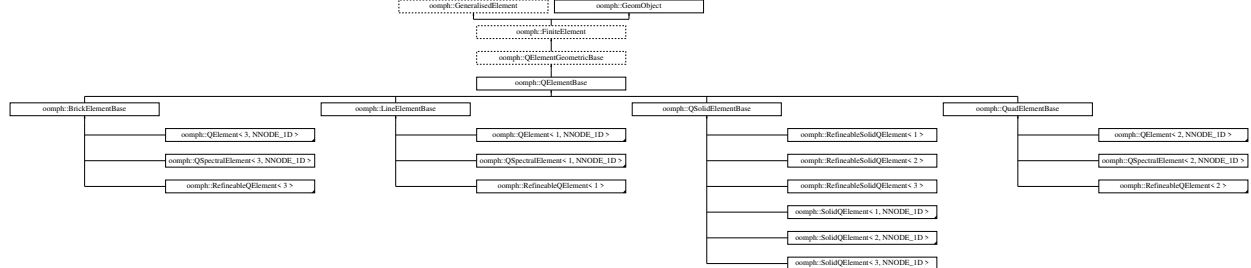 oomph::GeneralisedElement
oomph::GeomObject
oomph::FiniteElement
oomph::QElementGeometricBase
oomph::QElementBase
oomph::BrickElementBase
oomph::LineElementBase
oomph::QSolidElementBase
oomph::QuadElementBase
oomph::QElement< 3, NNODE_1D >
oomph::QElement< 1, NNODE_1D >
oomph::RefineableSolidQElement< 1 >
oomph::QElement< 2, NNODE_1D >
oomph::QSpectralElement< 3, NNODE_1D >
oomph::QSpectralElement< 1, NNODE_1D >
oomph::RefineableSolidQElement< 2 >
oomph::QSpectralElement< 2, NNODE_1D >
oomph::RefineableQElement< 3 >
oomph::RefineableQElement< 1 >
oomph::RefineableSolidQElement< 3 >
oomph::RefineableQElement< 2 >
oomph::SolidQElement< 1, NNODE_1D >
oomph::SolidQElement< 2, NNODE_1D >
oomph::SolidQElement< 3, NNODE_1D >